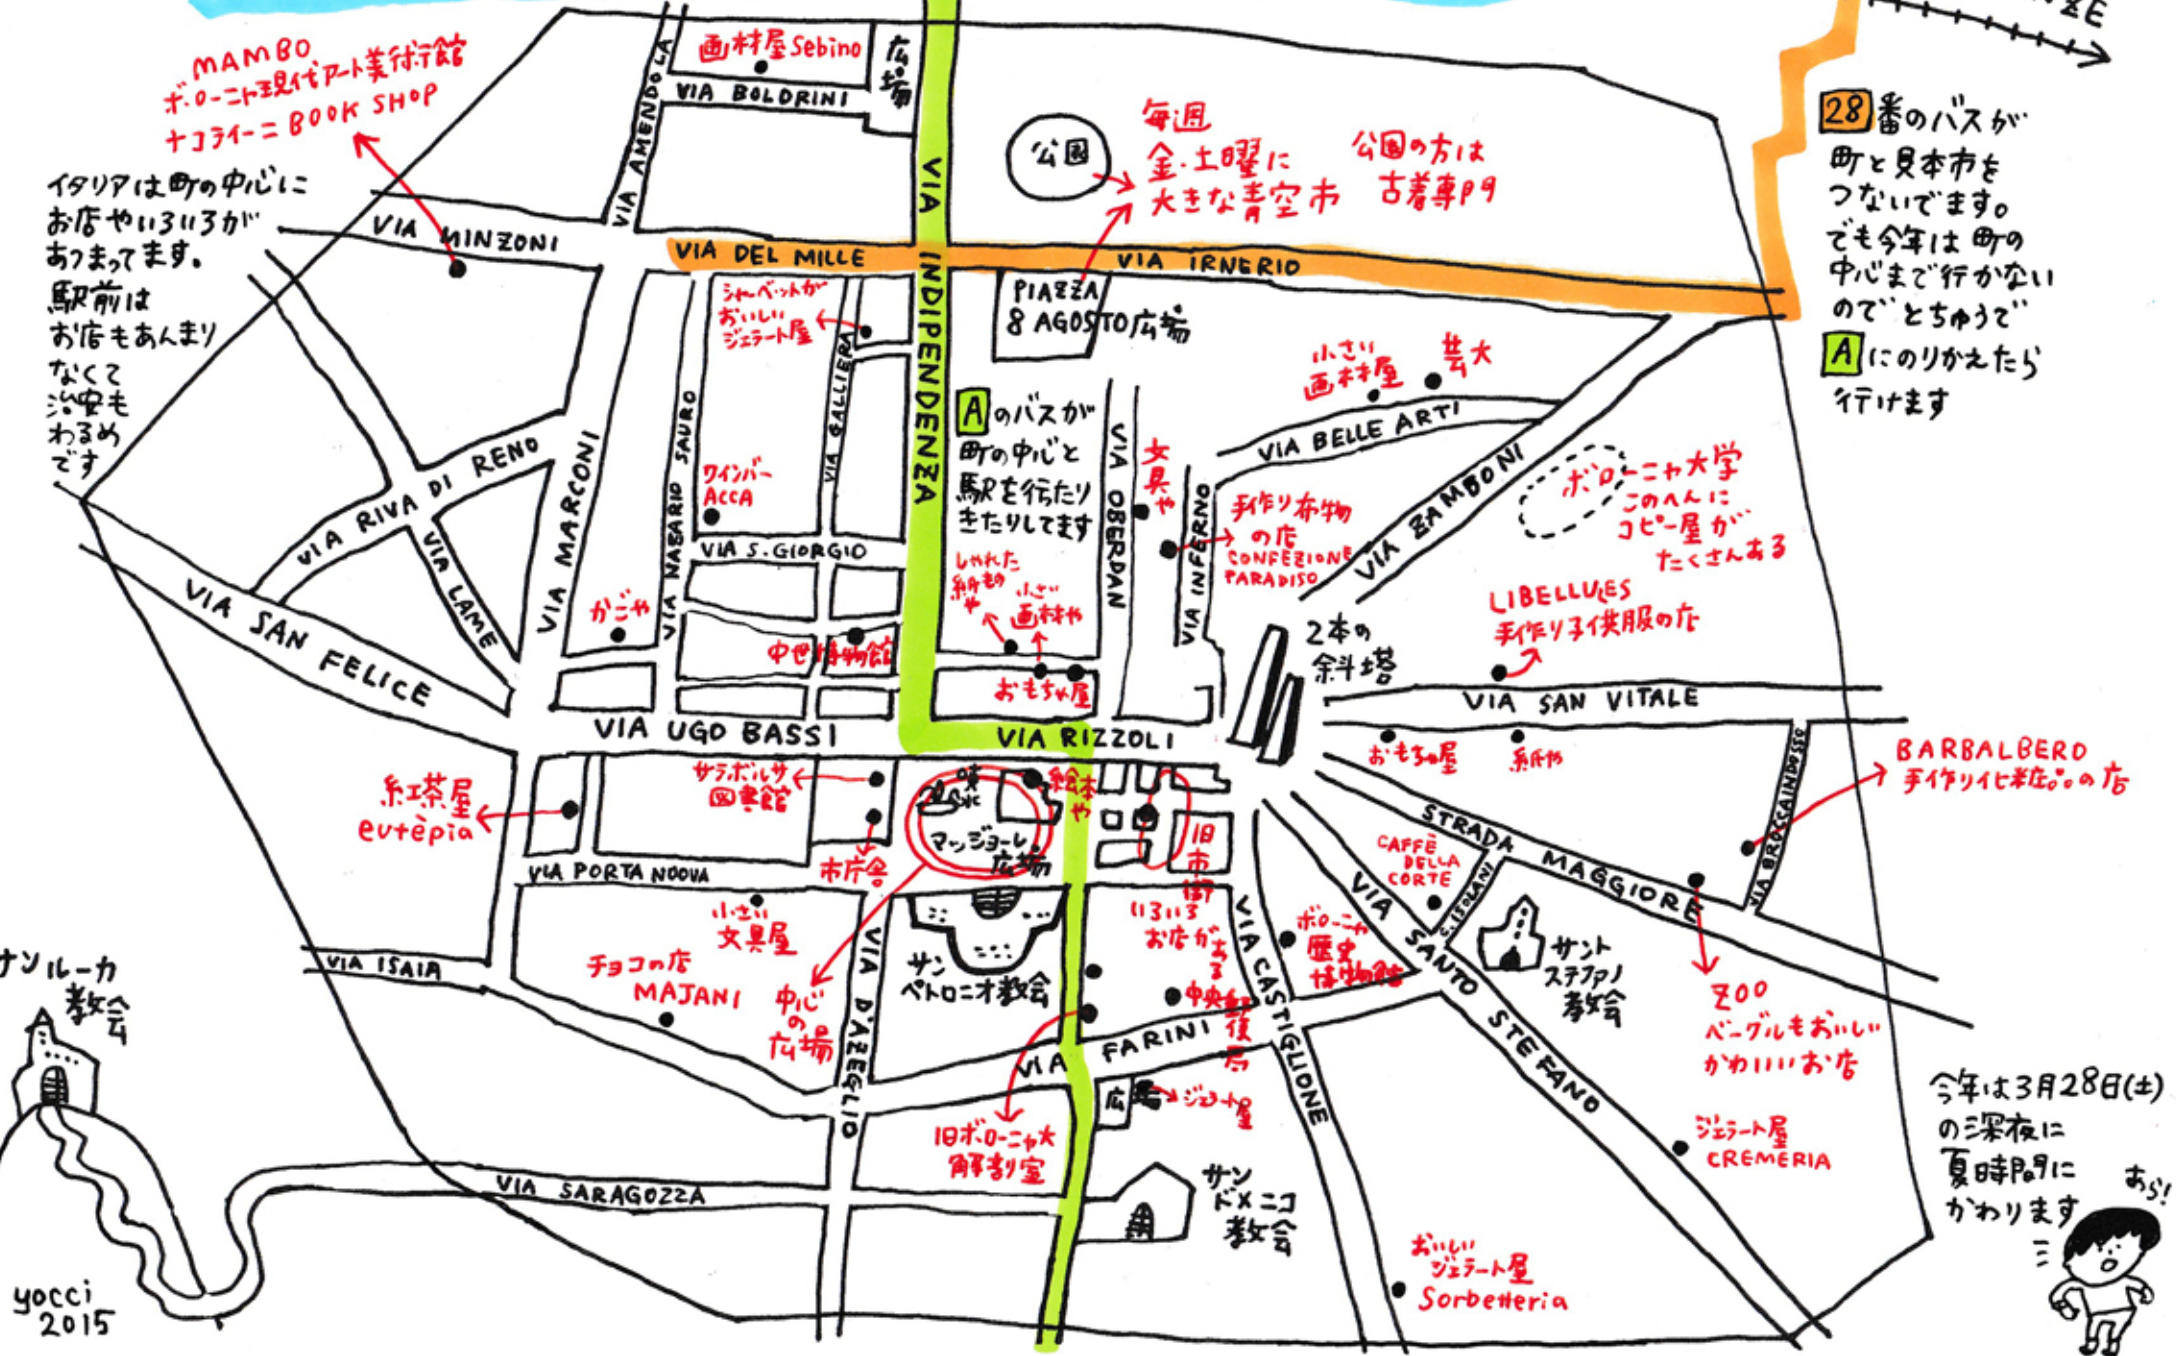 NZE
MAMBO
ボローニャ現代アート美術館
ナコライーニ BOOK SHOP
画材屋 Sebino
広場
VIA BOLDRINI
VIA AMENDOLA
イタリアは町の中心に
お店やいろいろが
あつまってます。
駅前は
お店もあんまり
なくて
治安も
わるめ
です
VIA MINZONI
VIA DEL MILLE
VIA INDIPENDENZA
VIA IRNERIO
公園
毎週
金・土曜に
大きな青空市
公園の方は
古着専門
28番のバスが
町と見本市を
つないでます。
でも今年は町の
中心まで行かない
ので とちゅうで
Aにのりかえたら
行けます
PIAZZA
8 AGOSTO広場
シャーベットが
おいしい
ジェラート屋
VIA GALLIERA
小さい
画材屋
芸大
VIA BELLE ARTI
Aのバスが
町の中心と
駅を行ったり
きたりしてます
VIA OBERDAN
文具や
VIA INFERNO
手作り布物
の店
CONFEZIONE
PARADISO
VIA ZAMBONI
ボローニャ大学
このへんに
コピー屋が
たくさんある
VIA RIVA DI RENO
VIA MARCONI
VIA NAZARIO SAURO
ワインバー
ACCA
VIA S.GIORGIO
VIA LAME
かごや
中世博物館
しゃれた
紙もの
や
小さい
画材や
おもちゃ屋
2本の
斜塔
LIBELLULES
手作り子供服の店
VIA SAN VITALE
VIA SAN FELICE
VIA UGO BASSI
VIA RIZZOLI
おもちゃ屋
紙や
BARBALBERO
手作り化粧品の店
VIA BROCCAINDOSSO
紅茶屋
eutèpia
サラボルサ
図書館
噴水
絵本や
マッジョーレ
広場
旧市街
いろいろ
お店が
ある
市庁舎
VIA PORTA NOOVA
STRADA MAGGIORE
CAFFÈ
DELLA
CORTE
C.ISOLANI
小さい
文具屋
VIA ISAIA
チョコの店
MAJANI
中心
の
広場
VIA D'AZEGLIO
サン
ペトロニオ教会
中央郵便局
VIA CASTIGLIONE
ボローニャ
歴史
博物館
VIA SANTO STEFANO
サント
ステファノ
教会
ZOO
ベーグルもおいしい
かわいいお店
サンルーカ
教会
VIA FARINI
広場
ジェラート屋
旧ボローニャ大
解剖室
VIA SARAGOZZA
サン
ドメニコ
教会
ジェラート屋
CREMERIA
おいしい
ジェラート屋
Sorbetteria
今年は3月28日(土)
の深夜に
夏時間に
かわります
あら!
yocci
2015